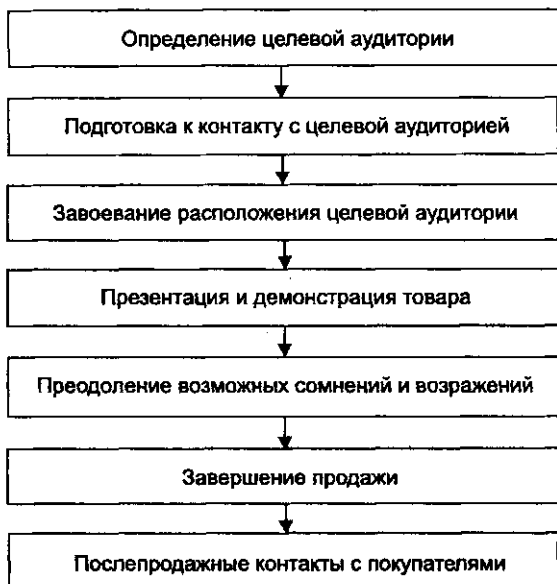 Определение целевой аудитории
Подготовка к контакту с целевой аудиторией
Завоевание расположения целевой аудитории
Презентация и демонстрация товара
Преодоление возможных сомнений и возражений
Завершение продажи
Послепродажные контакты с покупателями